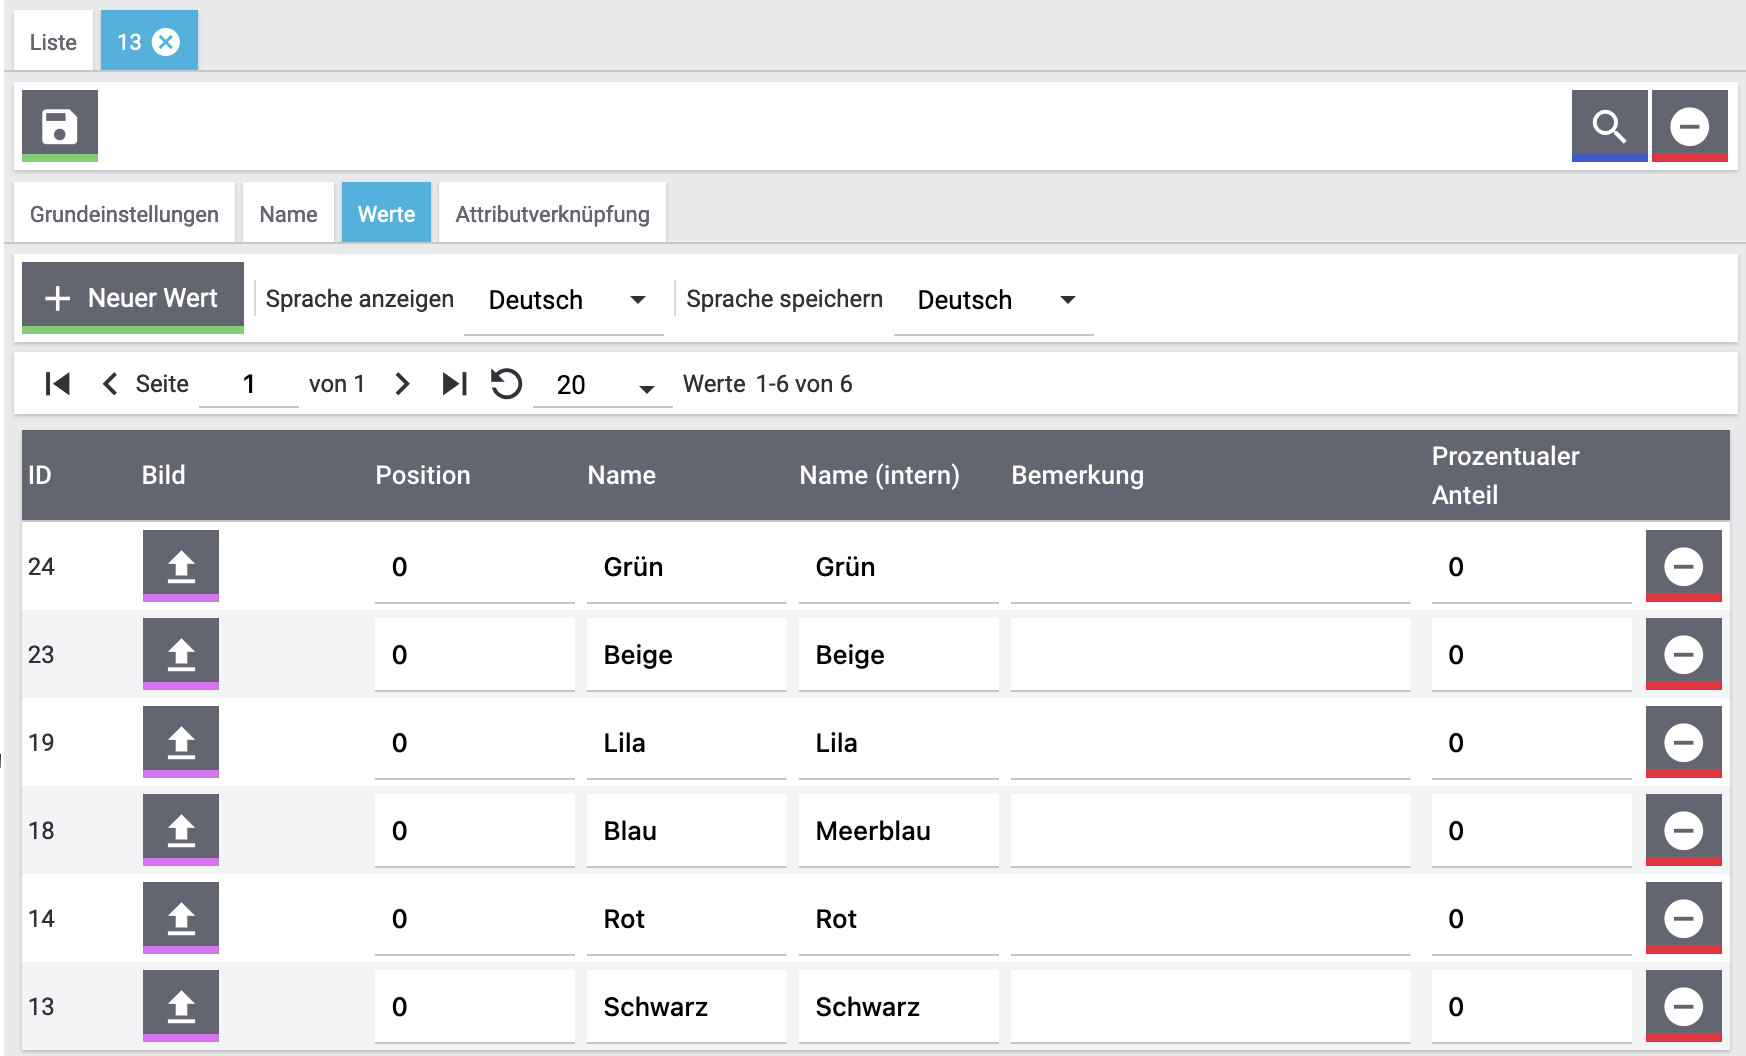 Liste 13
Grundeinstellungen Name Werte Attributverknüpfung
Neuer Wert Sprache anzeigen Deutsch Sprache speichern Deutsch
Seite 1 von 1 20 Werte 1-6 von 6
ID Bild Position Name Name (intern) Bemerkung Prozentualer
Anteil
24 0 Grün Grün 0
23 0 Beige Beige 0
19 0 Lila Lila 0
18 0 Blau Meerblau 0
14 0 Rot Rot 0
13 0 Schwarz Schwarz 0